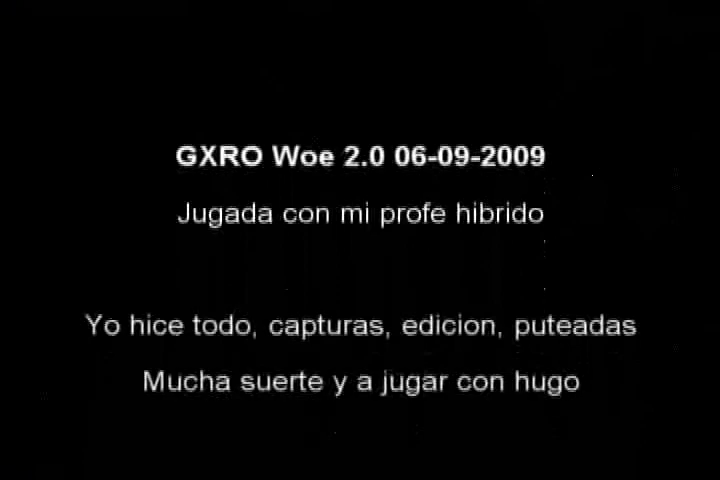 GXRO Woe 2.0 06-09-2009
Jugada con mi profe hibrido
Yo hice todo, capturas, edicion, puteadas
Mucha suerte y a jugar con hugo